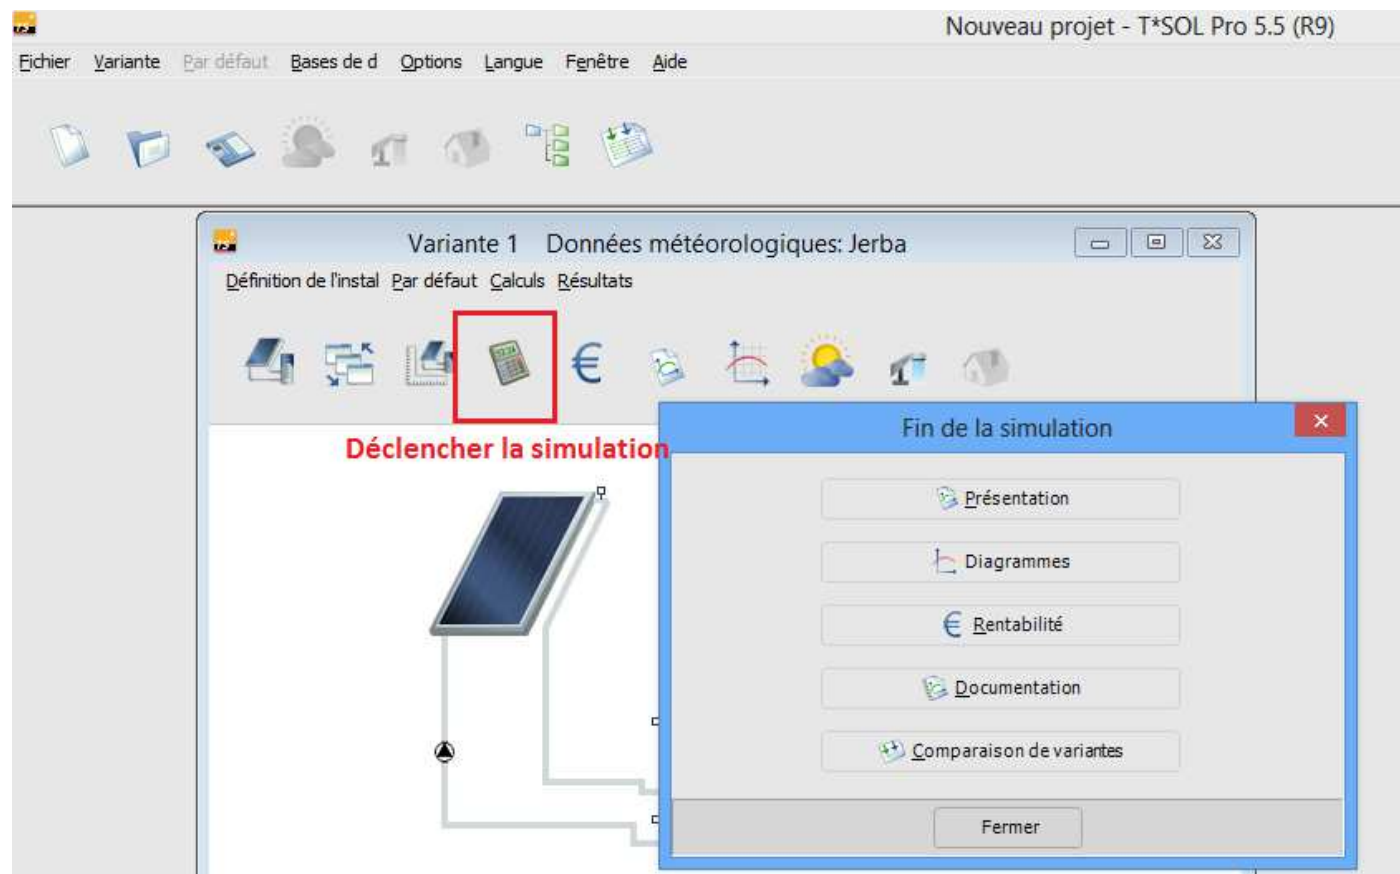 Nouveau projet - T*SOL Pro 5.5 (R9)
Fichier Variante Par défaut Bases de d Options Langue Fenêtre Aide
Variante 1 Données météorologiques: Jerba
Définition de l'instal Par défaut Calculs Résultats
€
Déclencher la simulation
Fin de la simulation
Présentation
Diagrammes
€ Rentabilité
Documentation
Comparaison de variantes
Fermer